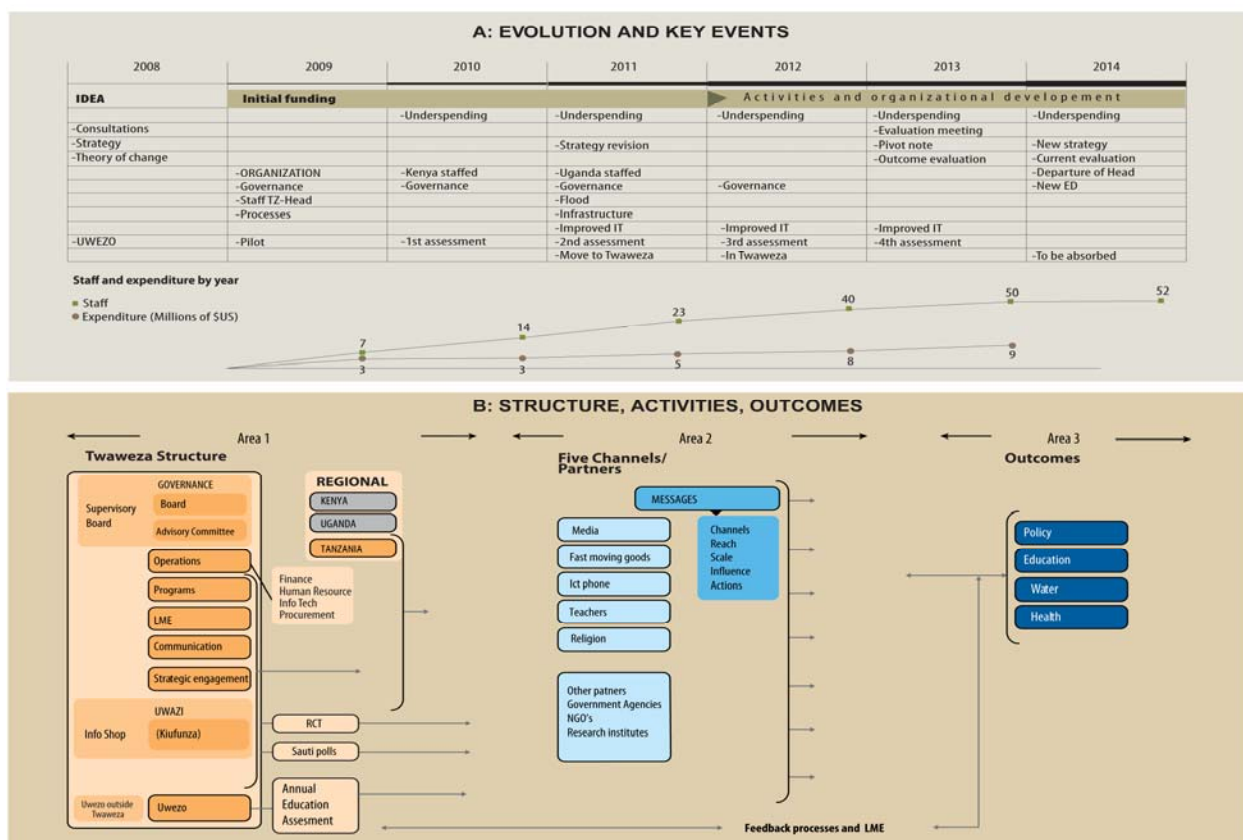 A: EVOLUTION AND KEY EVENTS
2008 2009 2010 2011 2012 2013 2014
IDEA Initial funding Activities and organizational developement
-Underspending -Underspending -Underspending -Underspending -Underspending
-Consultations -Evaluation meeting
-Strategy -Strategy revision -Pivot note -New strategy
-Theory of change -Outcome evaluation -Current evaluation
-ORGANIZATION -Kenya staffed -Uganda staffed -Departure of Head
-Governance -Governance -Governance -Governance -New ED
-Staff TZ-Head -Flood
-Processes -Infrastructure
-Improved IT -Improved IT -Improved IT
-UWEZO -Pilot -1st assessment -2nd assessment -3rd assessment -4th assessment
-Move to Twaweza -In Twaweza -To be absorbed
Staff and expenditure by year
Staff
Expenditure (Millions of $US)
7 14 23 40 50 52
3 3 5 8 9
B: STRUCTURE, ACTIVITIES, OUTCOMES
Area 1 Area 2 Area 3
Twaweza Structure
GOVERNANCE
Supervisory
Board
Board
Advisory Committee
Operations
Programs
LME
Communication
Strategic engagement
UWAZI
Info Shop
(Kiufunza)
Uwezo outside
Twaweza
Uwezo
REGIONAL
KENYA
UGANDA
TANZANIA
Finance
Human Resource
Info Tech
Procurement
RCT
Sauti polls
Annual
Education
Assesment
Five Channels/
Partners
MESSAGES
Media
Fast moving goods
Ict phone
Teachers
Religion
Channels
Reach
Scale
Influence
Actions
Other patners
Government Agencies
NGO's
Research institutes
Outcomes
Policy
Education
Water
Health
Feedback processes and LME